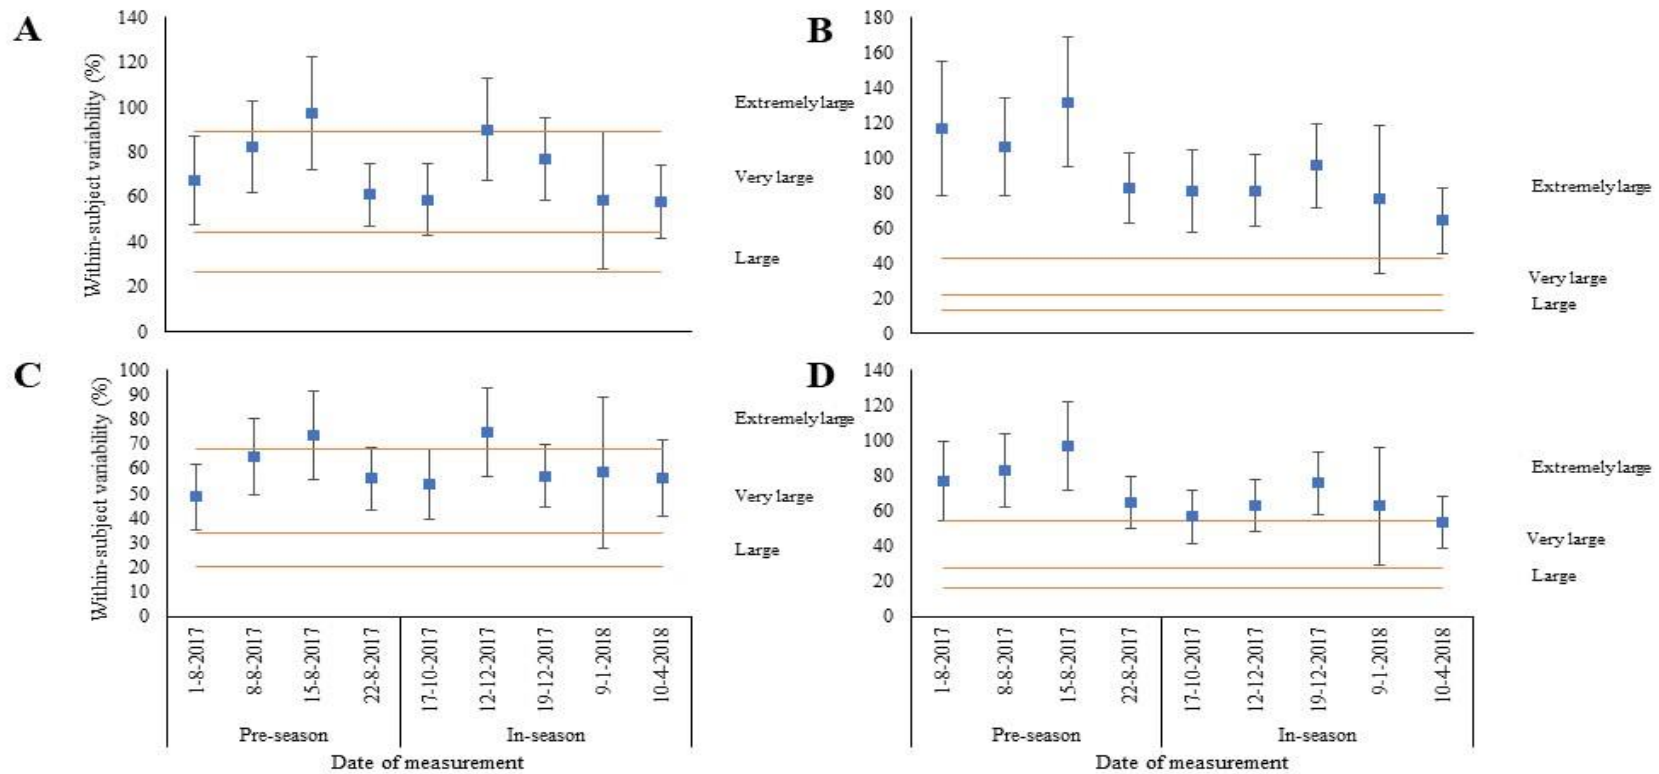 A
Within-subject variability (%)
140
120
100
80
60
40
20
0
Extremely large
Very large
Large
B
180
160
140
120
100
80
60
40
20
0
Extremely large
Very large
Large
C
Within-subject variability (%)
100
90
80
70
60
50
40
30
20
10
0
Extremely large
Very large
Large
1-8-2017
8-8-2017
15-8-2017
22-8-2017
17-10-2017
12-12-2017
19-12-2017
9-1-2018
10-4-2018
Pre-season
In-season
Date of measurement
D
140
120
100
80
60
40
20
0
Extremely large
Very large
Large
1-8-2017
8-8-2017
15-8-2017
22-8-2017
17-10-2017
12-12-2017
19-12-2017
9-1-2018
10-4-2018
Pre-season
In-season
Date of measurement